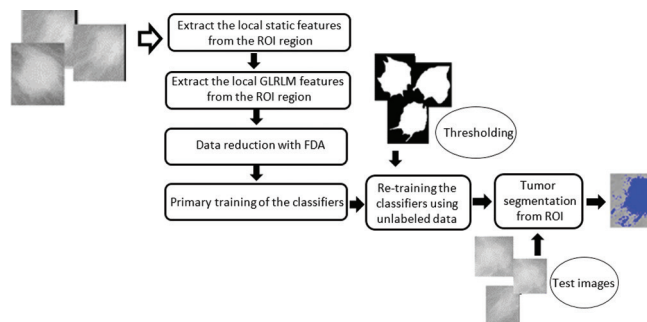 Extract the local static features
from the ROI region
Extract the local GLRLM features
from the ROI region
Data reduction with FDA
Primary training of the classifiers
Thresholding
Re-training the
classifiers using
unlabeled data
Tumor
segmentation
from ROI
Test images